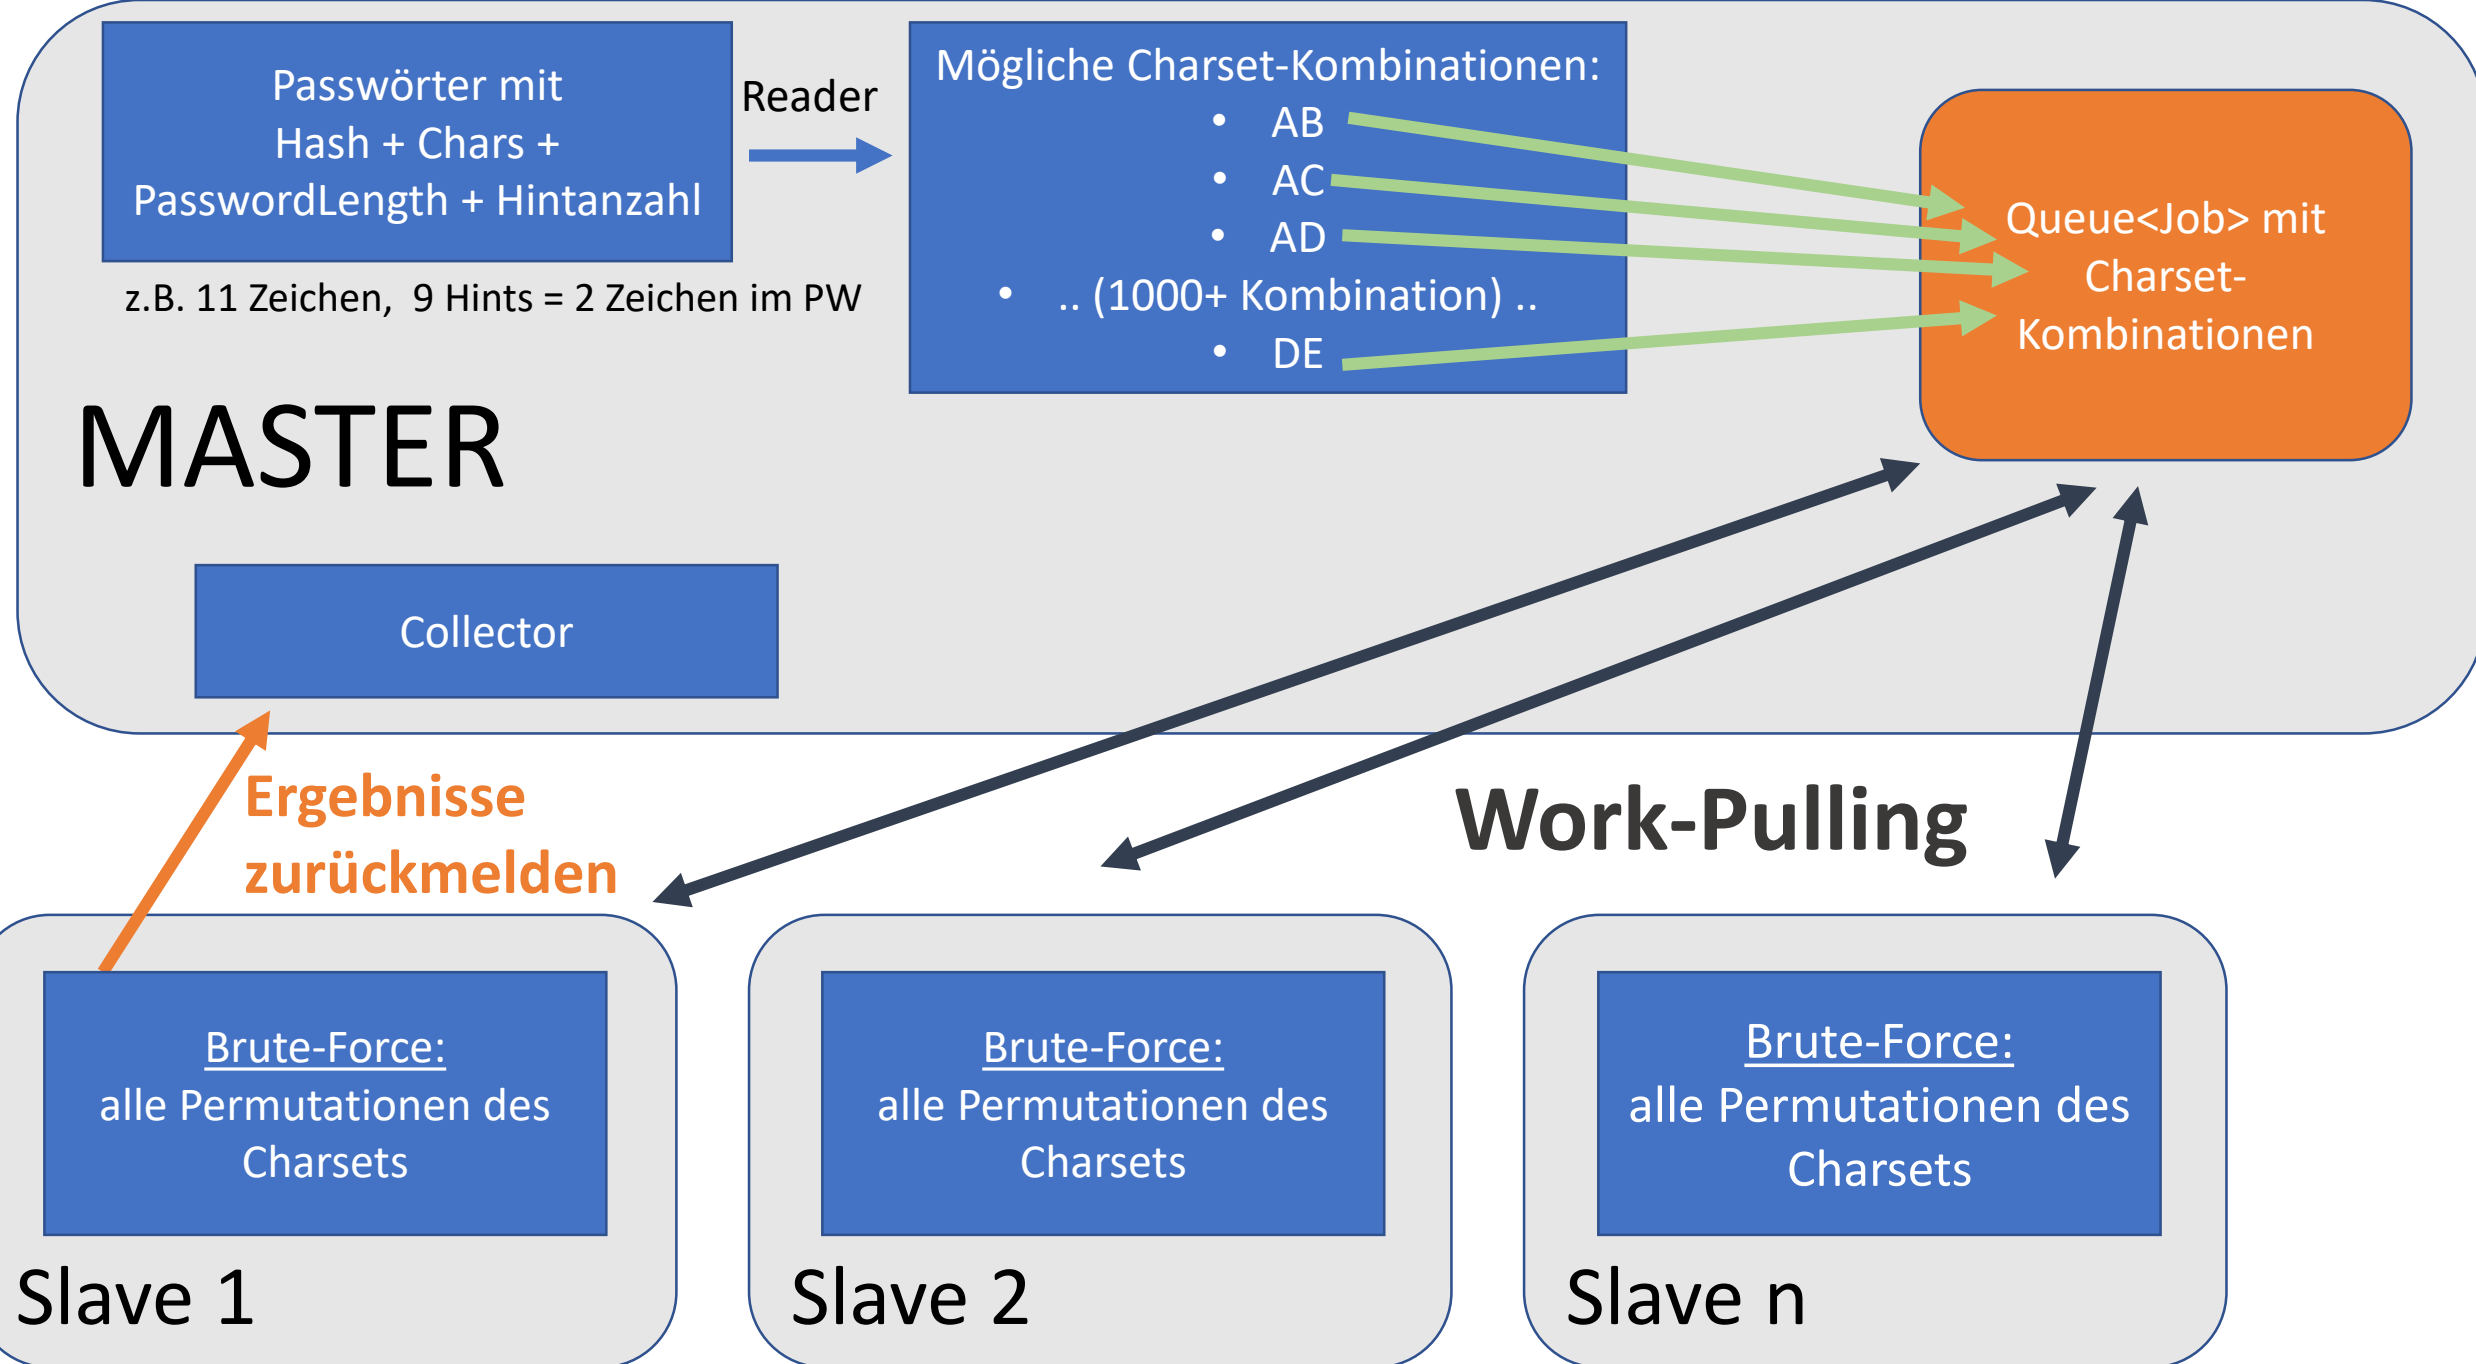 Passwörter mit
Hash + Chars +
PasswordLength + Hintanzahl
z.B. 11 Zeichen, 9 Hints = 2 Zeichen im PW
Reader
Mögliche Charset-Kombinationen:
• AB
• AC
• AD
• .. (1000+ Kombination) ..
• DE
Queue<Job> mit
Charset-
Kombinationen
MASTER
Collector
Ergebnisse
zurückmelden
Work-Pulling
Brute-Force:
alle Permutationen des
Charsets
Slave 1
Brute-Force:
alle Permutationen des
Charsets
Slave 2
Brute-Force:
alle Permutationen des
Charsets
Slave n